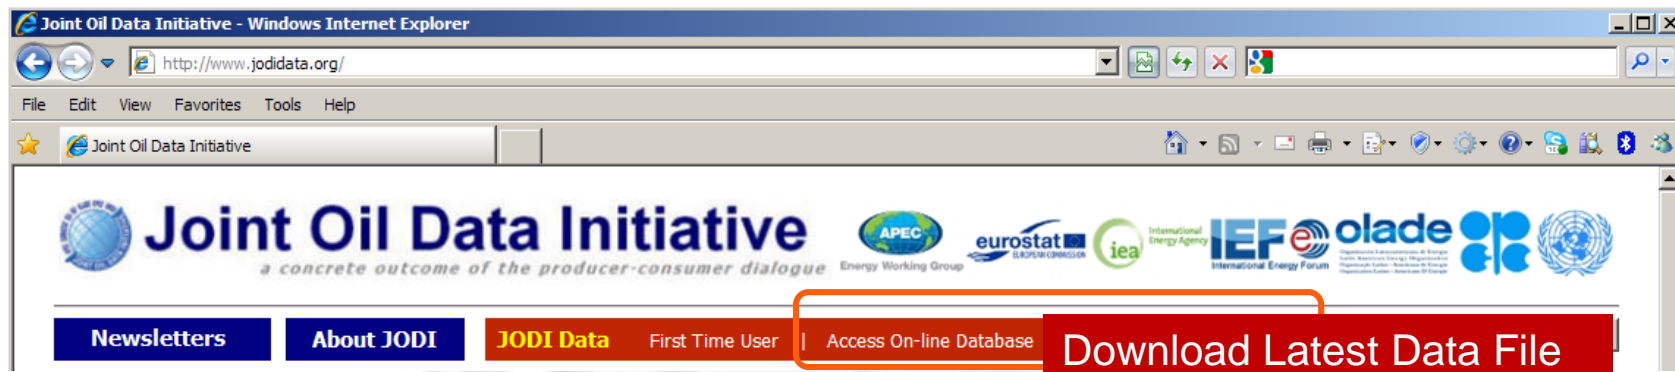 Joint Oil Data Initiative - Windows Internet Explorer
http://www.jodidata.org/
File Edit View Favorites Tools Help
Joint Oil Data Initiative
Joint Oil Data Initiative
a concrete outcome of the producer-consumer dialogue
APEC
Energy Working Group
eurostat
EUROPEAN COMMISSION
iea
International
Energy Agency
IEF
International Energy Forum
olade
Newsletters About JODI JODI Data First Time User | Access On-line Database
Download Latest Data File